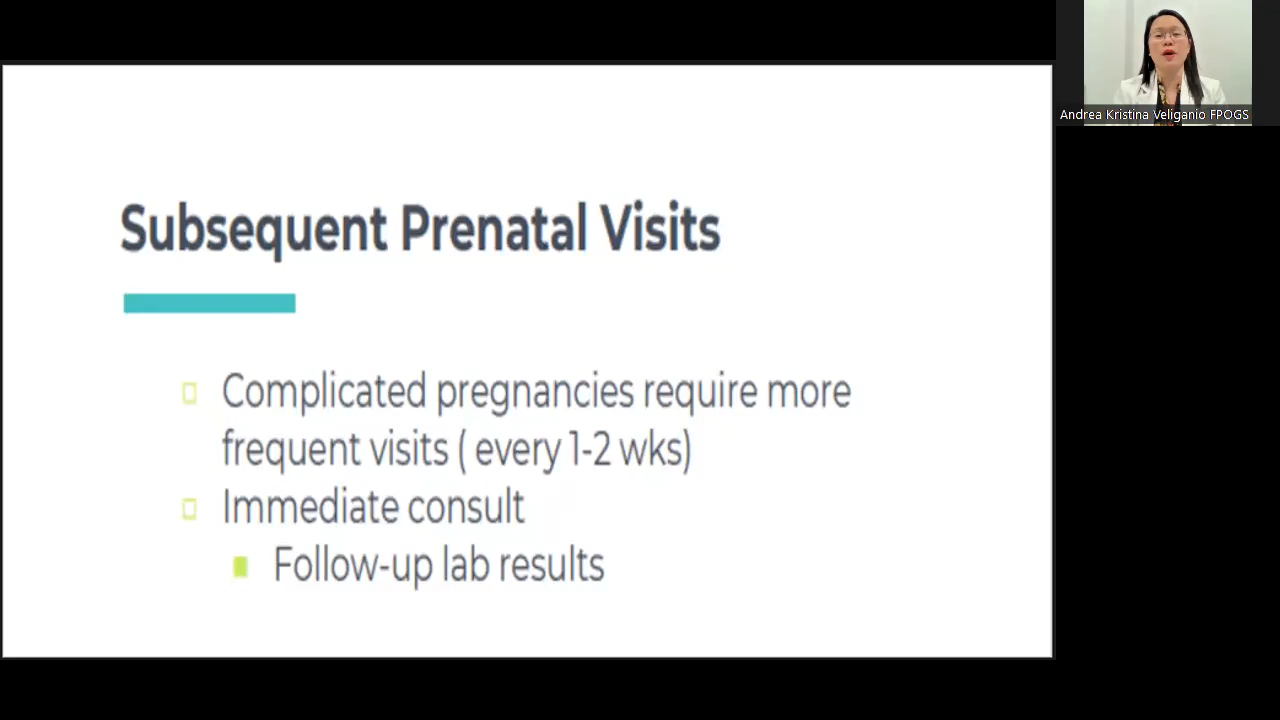 Subsequent Prenatal Visits
Complicated pregnancies require more
frequent visits ( every 1-2 wks)
Immediate consult
Follow-up lab results
Andrea Kristina Veliganio FPOGS